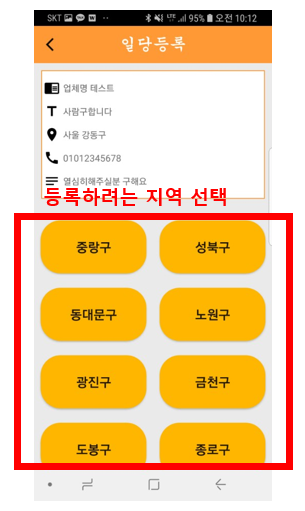 SKT 95% 오전 10:12
일당등록
업체명 테스트
T 사람구합니다
서울 강동구
01012345678
열심히해주실분 구해요
등록하려는 지역 선택
중랑구 성북구
동대문구 노원구
광진구 금천구
도봉구 종로구